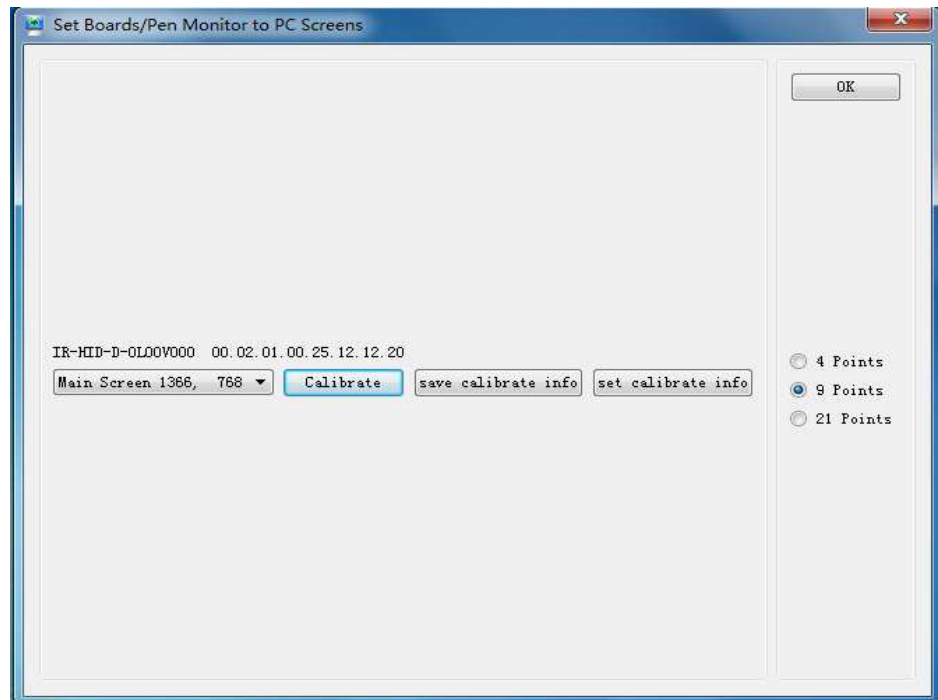 Set Boards/Pen Monitor to PC Screens
OK
IR-HID-D-OL00V000 00.02.01.00.25.12.12.20
Main Screen 1366, 768
Calibrate
save calibrate info
set calibrate info
4 Points
9 Points
21 Points